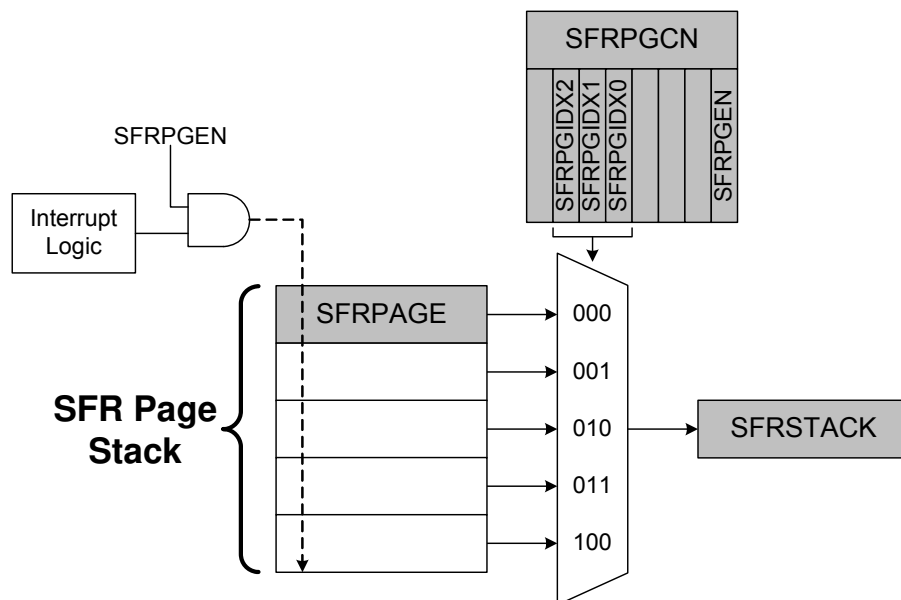 SFRPGCN
SFRPGIDX2
SFRPGIDX1
SFRPGIDX0
SFRPGEN
SFRPGEN
Interrupt
Logic
SFRPAGE
000
001
SFR Page
Stack
010
SFRSTACK
011
100